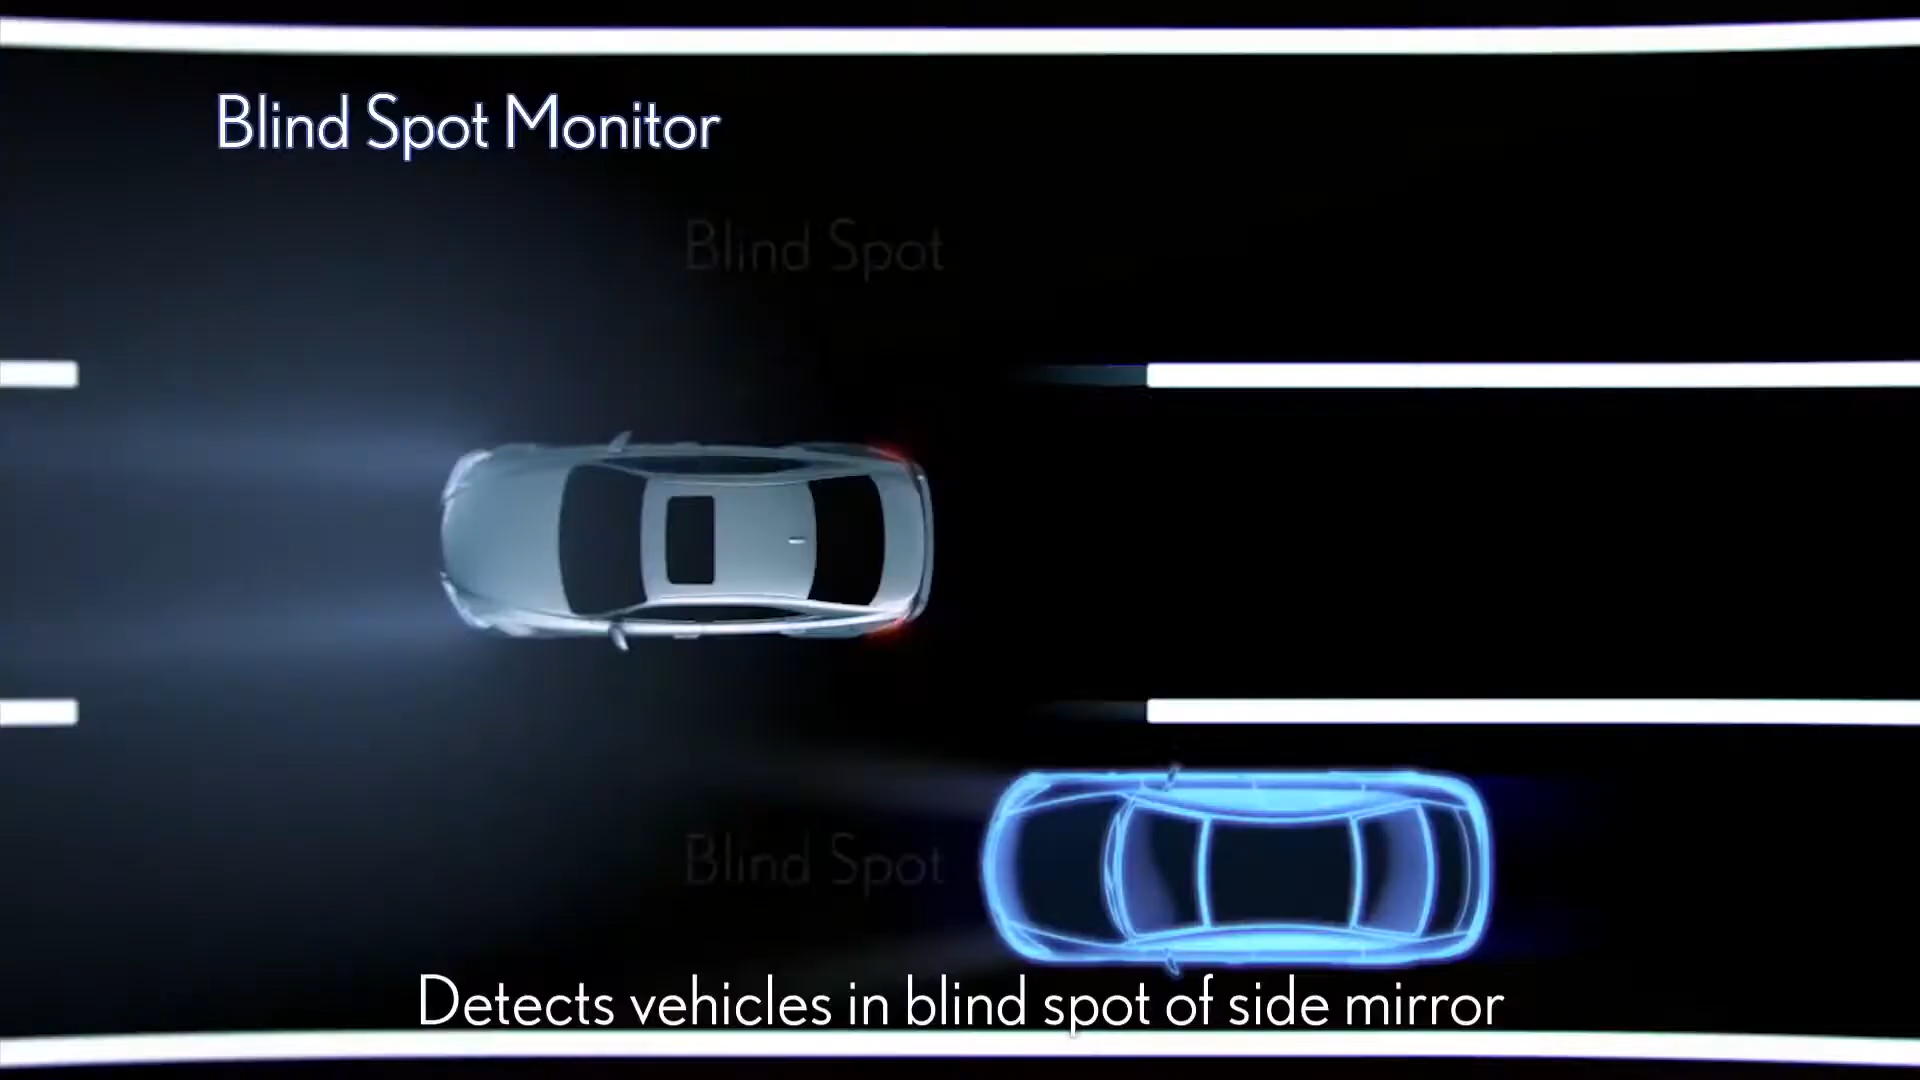 Blind Spot Monitor
Blind Spot
Blind Spot
Detects vehicles in blind spot of side mirror